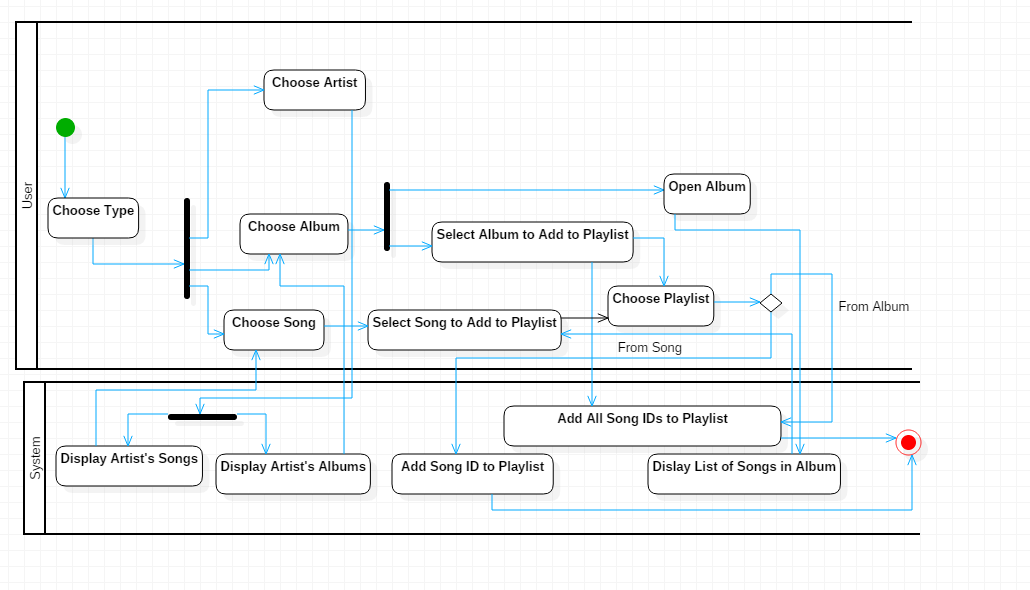 User
Choose Artist
Choose Type
Open Album
Choose Album
Select Album to Add to Playlist
Choose Playlist
From Album
Choose Song
Select Song to Add to Playlist
From Song
System
Add All Song IDs to Playlist
Display Artist's Songs
Display Artist's Albums
Add Song ID to Playlist
Dislay List of Songs in Album